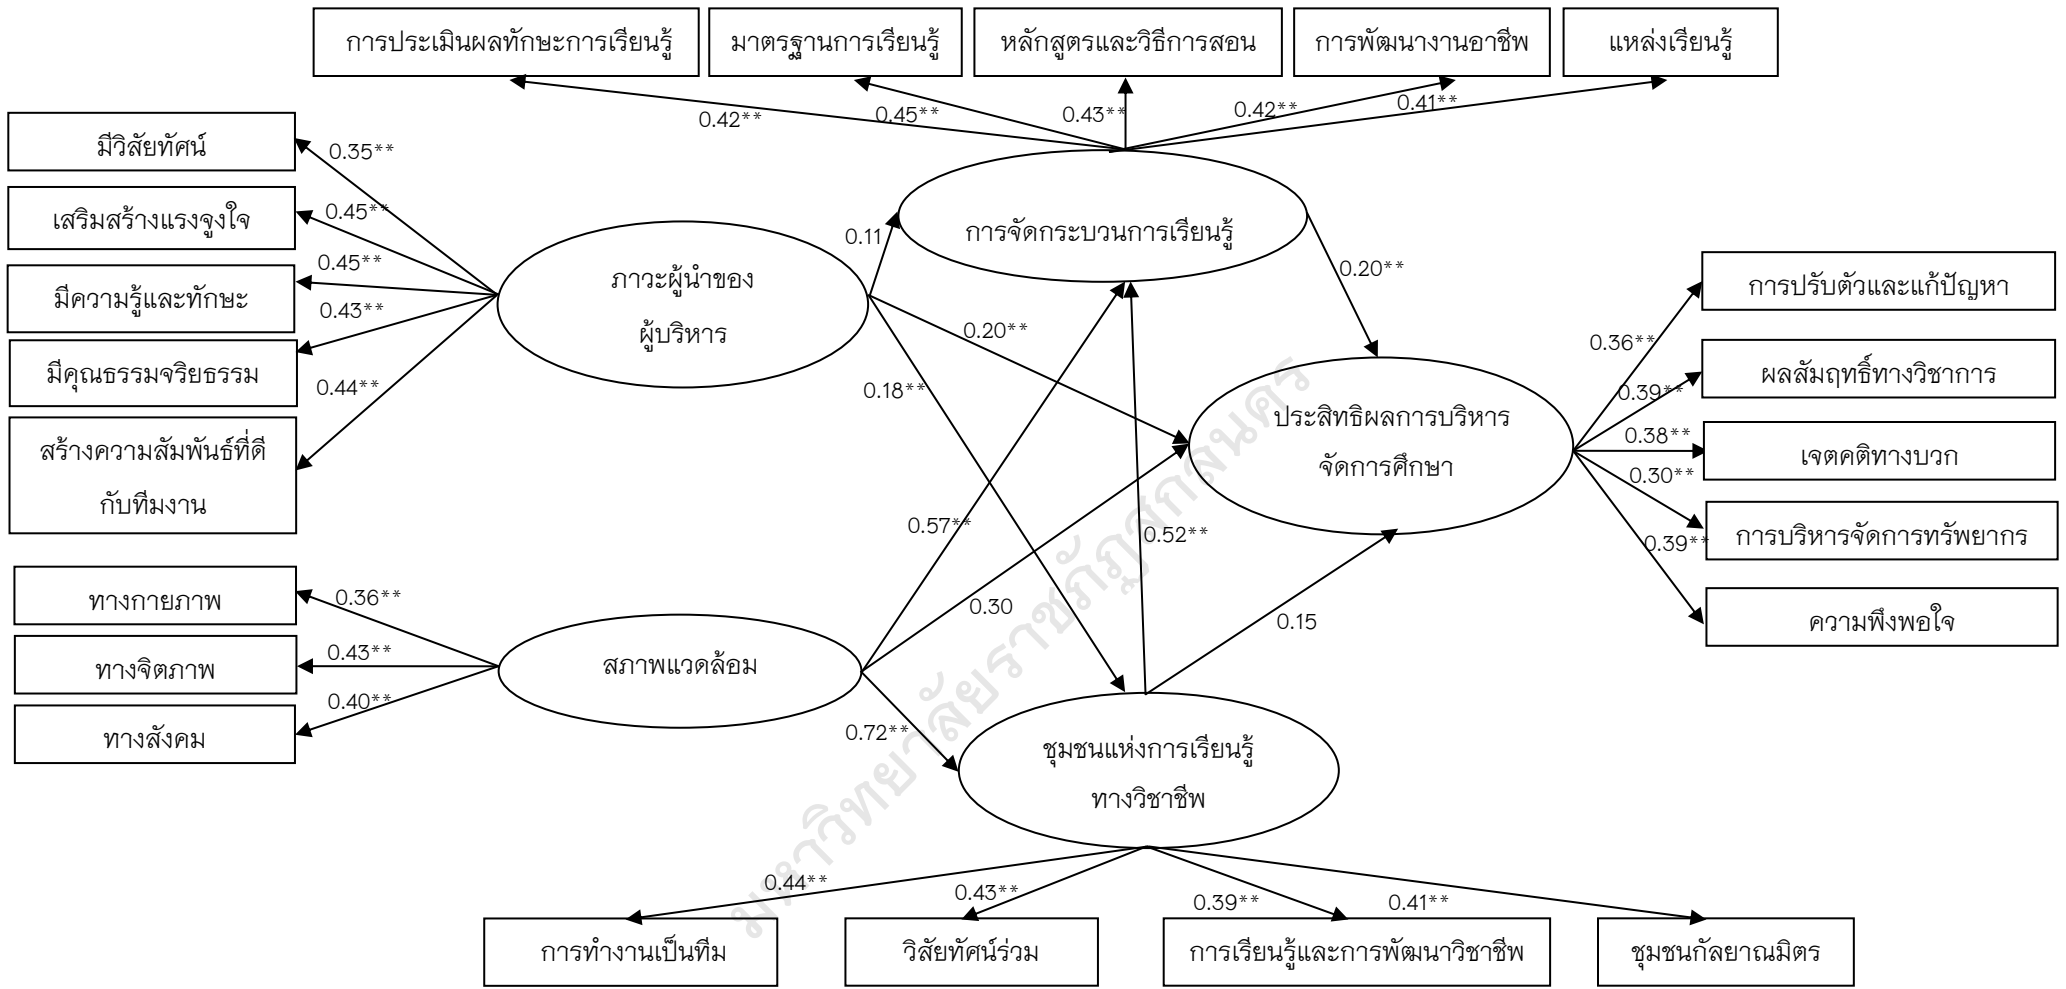 การประเมินผลทักษะการเรียนรู้
มาตรฐานการเรียนรู้
หลักสูตรและวิธีการสอน
การพัฒนางานอาชีพ
แหล่งเรียนรู้
0.42**
0.45**
0.43**
0.42**
0.41**
มีวิสัยทัศน์
เสริมสร้างแรงจูงใจ
มีความรู้และทักษะ
มีคุณธรรมจริยธรรม
สร้างความสัมพันธ์ที่ดี
กับทีมงาน
0.35**
0.45**
0.45**
0.43**
0.44**
ภาวะผู้นำของ
ผู้บริหาร
การจัดกระบวนการเรียนรู้
0.11
0.20**
0.20**
0.18**
ประสิทธิผลการบริหาร
จัดการศึกษา
0.36**
0.39**
0.38**
0.30**
0.39**
การปรับตัวและแก้ปัญหา
ผลสัมฤทธิ์ทางวิชาการ
เจตคติทางบวก
การบริหารจัดการทรัพยากร
ความพึงพอใจ
ทางกายภาพ
ทางจิตภาพ
ทางสังคม
0.36**
0.43**
0.40**
สภาพแวดล้อม
0.57**
0.52**
0.30
0.15
0.72**
ชุมชนแห่งการเรียนรู้
ทางวิชาชีพ
0.44**
0.43**
0.39**
0.41**
การทำงานเป็นทีม
วิสัยทัศน์ร่วม
การเรียนรู้และการพัฒนาวิชาชีพ
ชุมชนกัลยาณมิตร
มหาวิทยาลัยราชภัฏสกลนคร